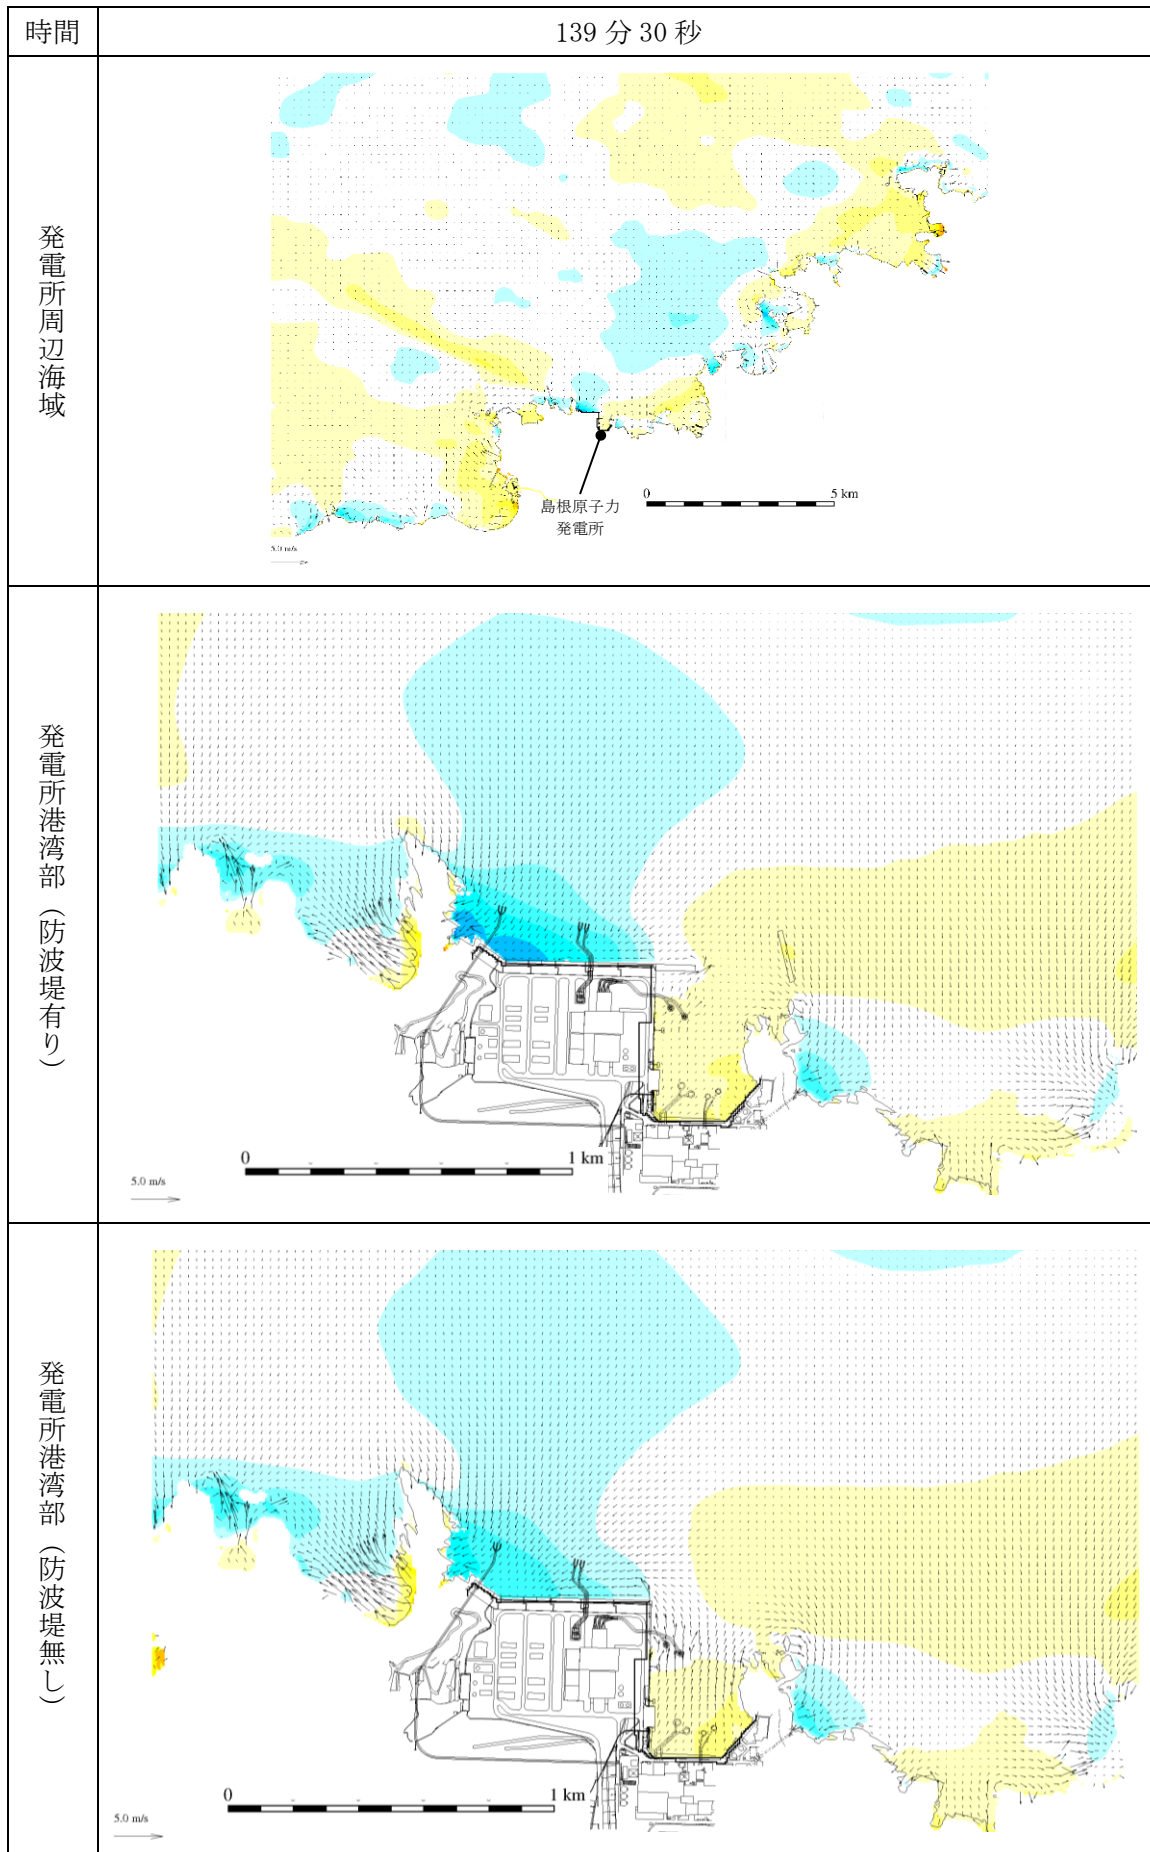 時間
139 分 30 秒
発電所周辺海域
島根原子力
発電所
0
5 km
5.0 m/s
発電所港湾部（防波堤有り）
0
1 km
5.0 m/s
発電所港湾部（防波堤無し）
0
1 km
5.0 m/s